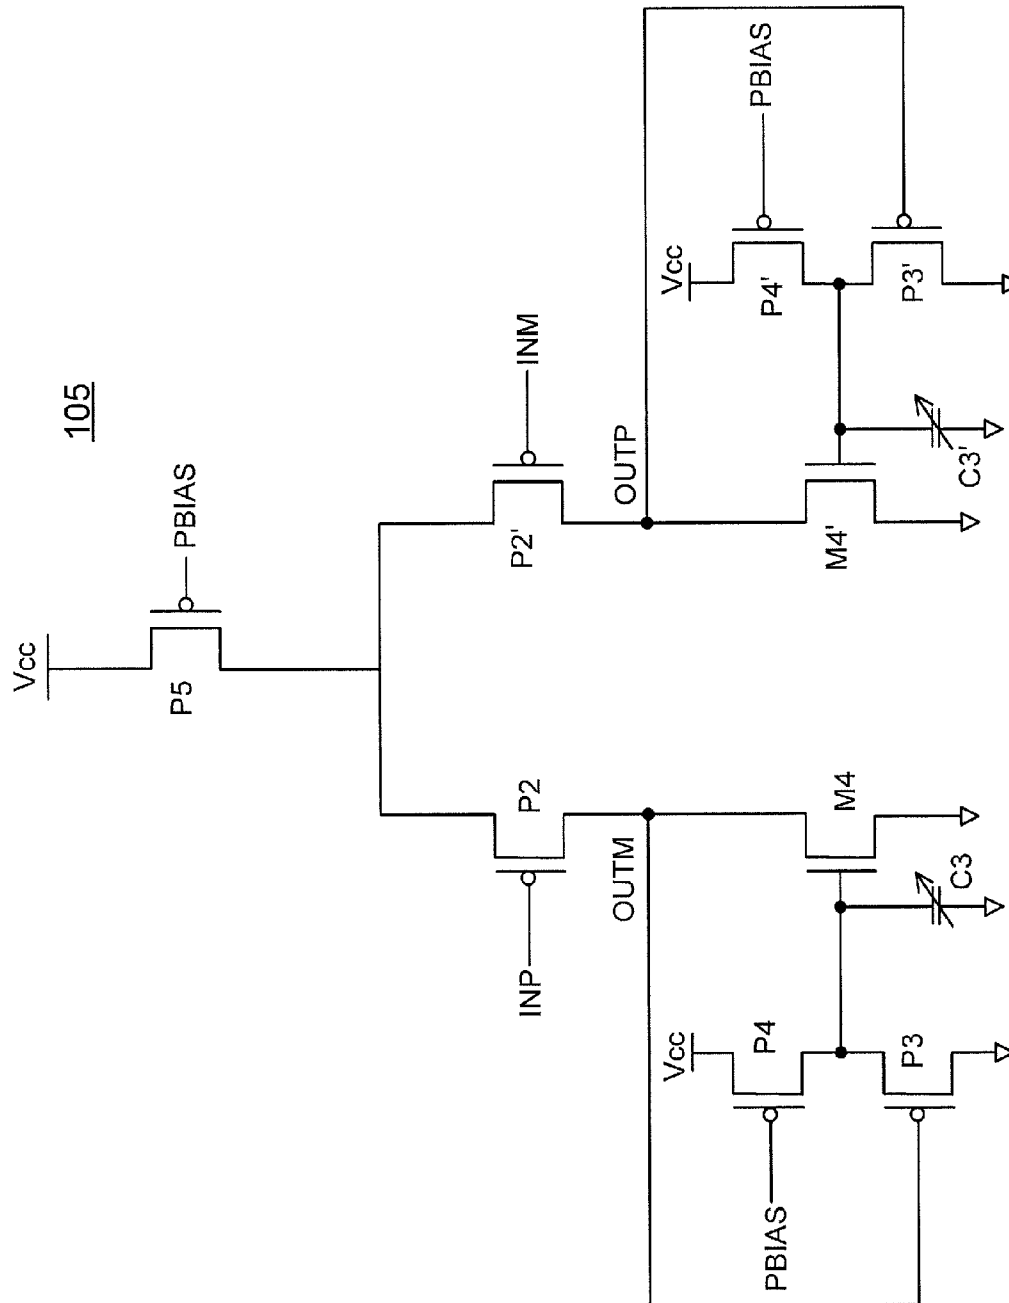 105
Vcc
P5
PBIAS
INP
P2
P2'
INM
OUTM
OUTP
Vcc
P4
PBIAS
P3
M4
C3
M4'
C3'
Vcc
P4'
PBIAS
P3'